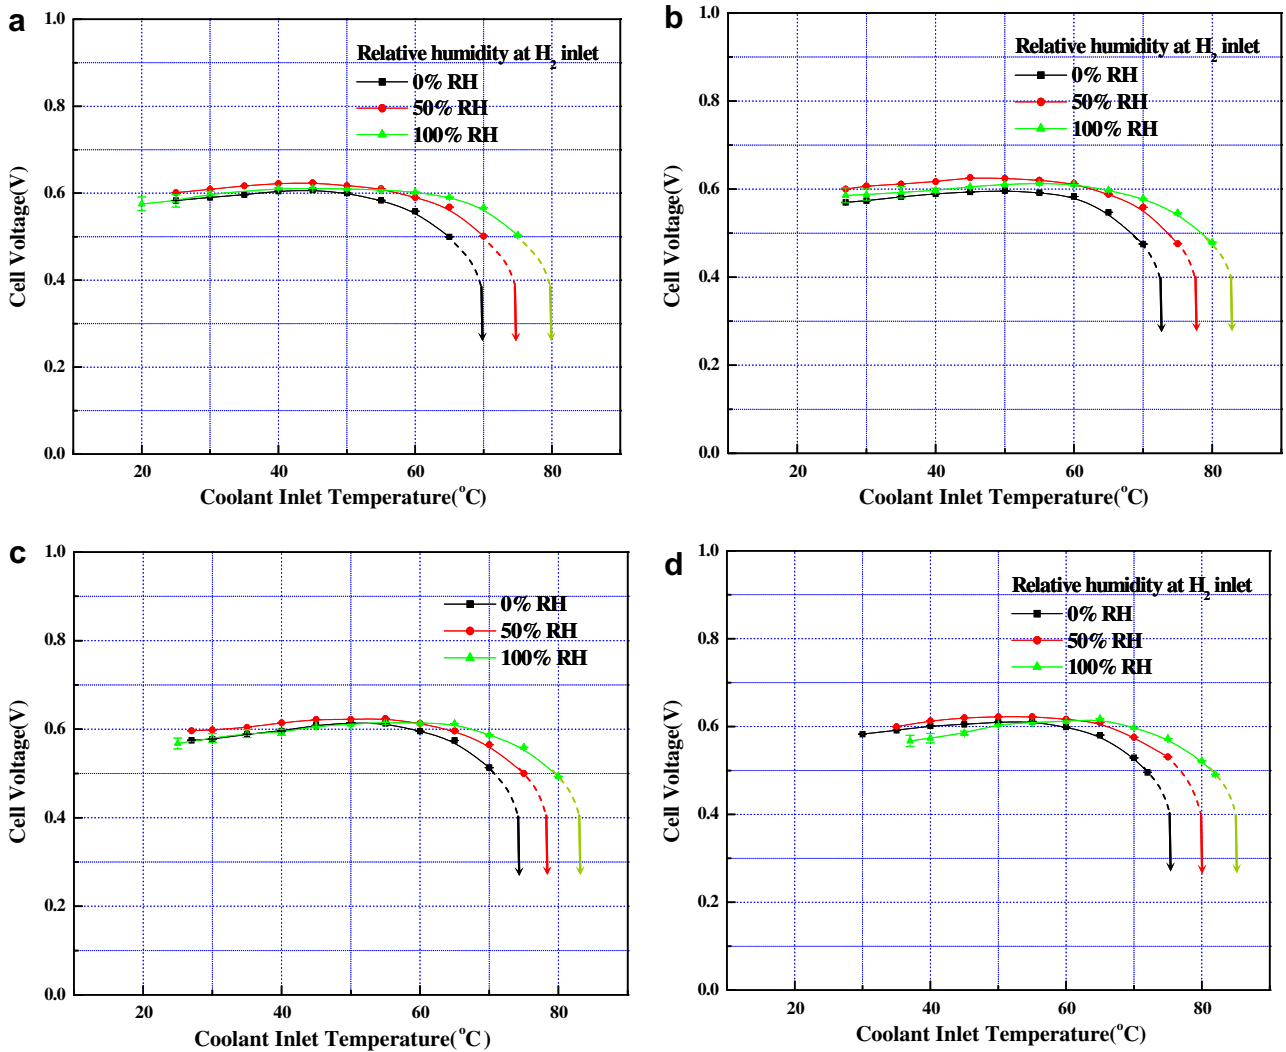 a
1.0
0.8
0.6
0.4
0.2
0.0
Cell Voltage(V)
Relative humidity at H2 inlet
0% RH
50% RH
100% RH
20 40 60 80
Coolant Inlet Temperature(°C)
b
1.0
0.8
0.6
0.4
0.2
0.0
Cell Voltage(V)
Relative humidity at H2 inlet
0% RH
50% RH
100% RH
20 40 60 80
Coolant Inlet Temperature(°C)
c
1.0
0.8
0.6
0.4
0.2
0.0
Cell Voltage(V)
0% RH
50% RH
100% RH
20 40 60 80
Coolant Inlet Temperature(°C)
d
1.0
0.8
0.6
0.4
0.2
0.0
Cell Voltage(V)
Relative humidity at H2 inlet
0% RH
50% RH
100% RH
20 40 60 80
Coolant Inlet Temperature(°C)